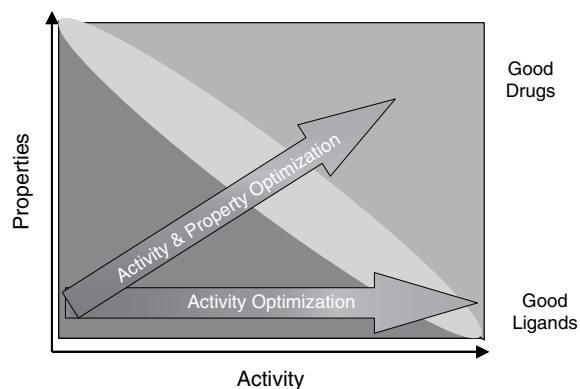 Good
Drugs
Properties
Activity & Property Optimization
Activity Optimization
Good
Ligands
Activity